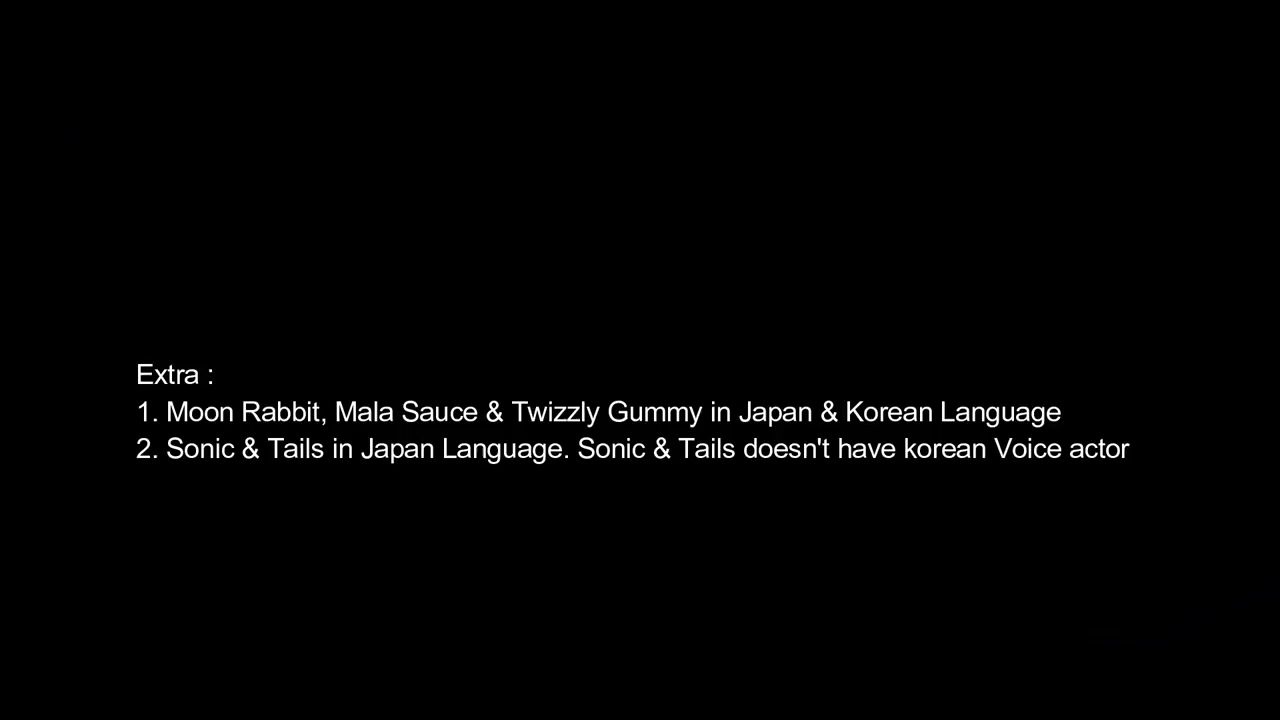 Extra :
1. Moon Rabbit, Mala Sauce & Twizzly Gummy in Japan & Korean Language
2. Sonic & Tails in Japan Language. Sonic & Tails doesn't have korean Voice actor